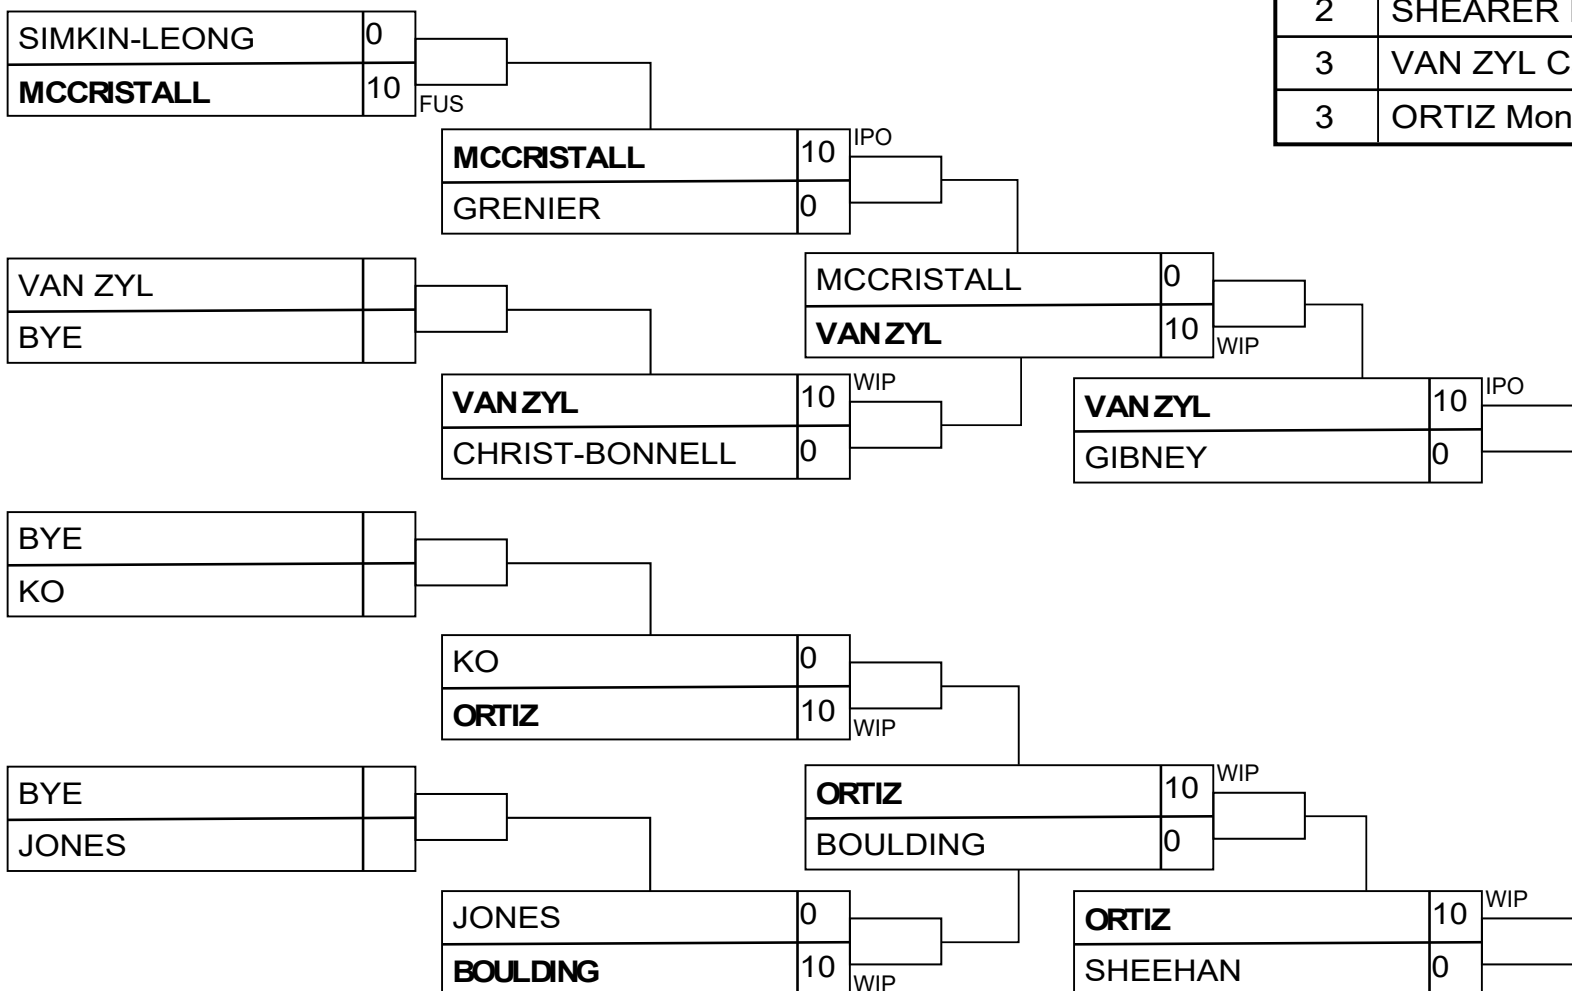 2 SHEARER
3 VAN ZYL C
3 ORTIZ Mon
SIMKIN-LEONG 0
MCCRISTALL 10 FUS
MCCRISTALL 10 IPO
GRENIER 0
VAN ZYL
BYE
MCCRISTALL 0
VAN ZYL 10 WIP
VAN ZYL 10 WIP
CHRIST-BONNELL 0
VAN ZYL 10 IPO
GIBNEY 0
BYE
KO
KO 0
ORTIZ 10 WIP
BYE
JONES
ORTIZ 10 WIP
BOULDING 0
JONES 0
BOULDING 10 WIP
ORTIZ 10 WIP
SHEEHAN 0